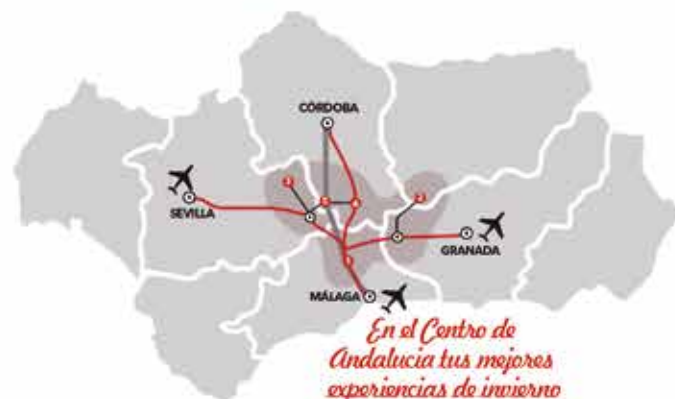 CÓRDOBA
SEVILLA
GRANADA
MÁLAGA
En el Centro de
Andalucía tus mejores
experiencias de invierno